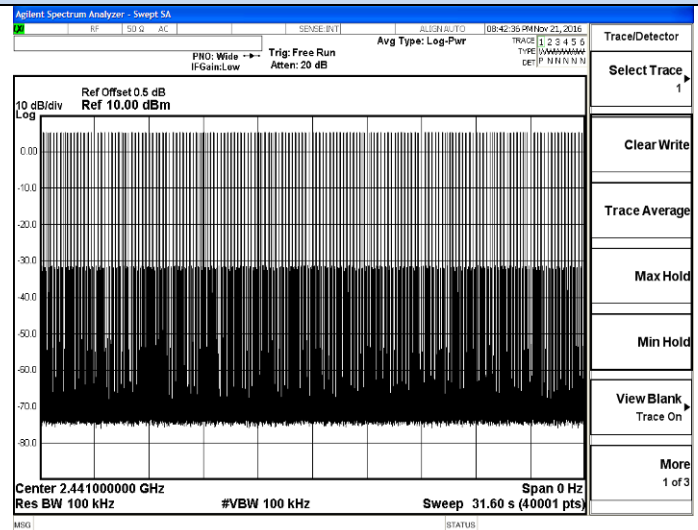 Agilent Spectrum Analyzer - Swept SA
RF 50 Ω AC SENSE:INT ALIGN AUTO 08:42:36 PM Nov 21, 2016
Avg Type: Log-Pwr
TRACE 1 2 3 4 5 6
TYPE
DET P N N N N N
PNO: Wide
IFGain:Low
Trig: Free Run
Atten: 20 dB
Ref Offset 0.5 dB
10 dB/div Ref 10.00 dBm
Log
0.00
-10.0
-20.0
-30.0
-40.0
-50.0
-60.0
-70.0
-80.0
Center 2.441000000 GHz Span 0 Hz
Res BW 100 kHz #VBW 100 kHz Sweep 31.60 s (40001 pts)
MSG STATUS
Trace/Detector
Select Trace
1
Clear Write
Trace Average
Max Hold
Min Hold
View Blank
Trace On
More
1 of 3